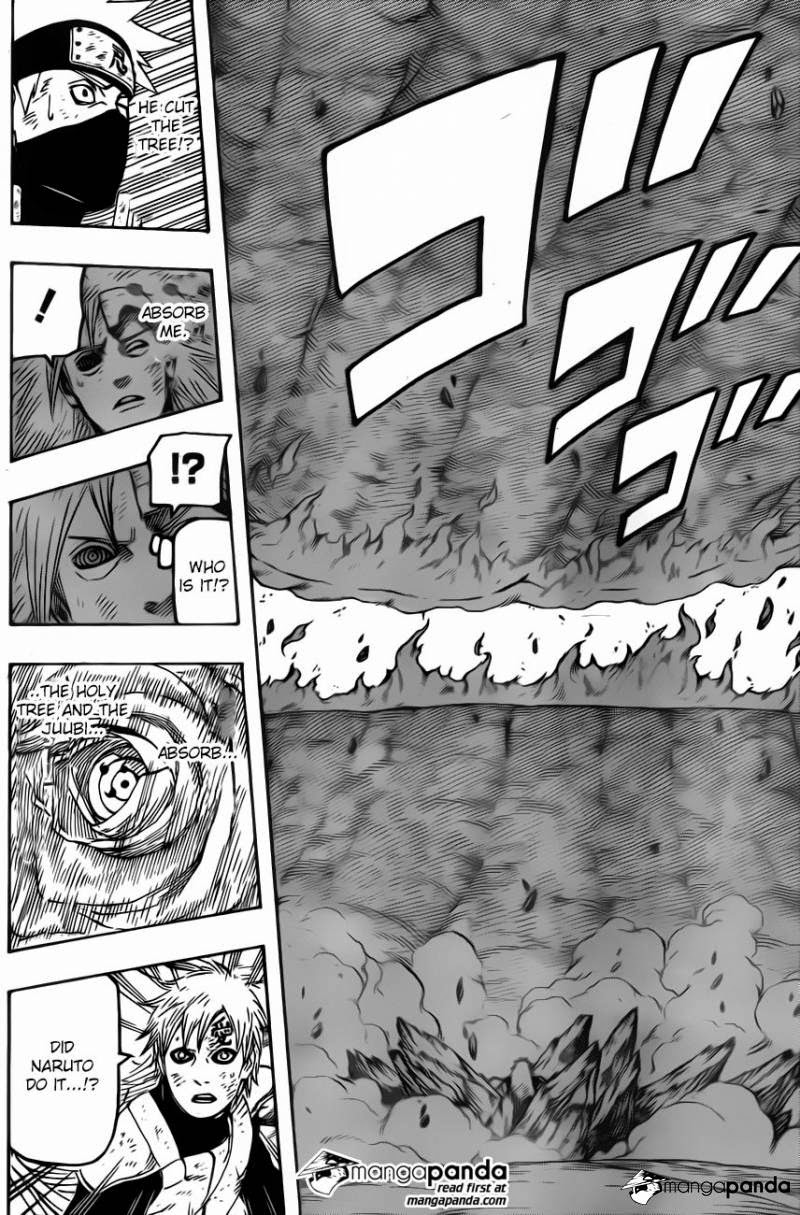 ゴゴゴ
HE CUT
THE
TREE!?
!
ABSORB
ME.
!?
WHO
IS IT!?
..THE HOLY
TREE AND THE
JUUBI...
ABSORB...
愛
DID
NARUTO
DO IT...!?
mangapanda
read first at
mangapanda.com
mangapanda